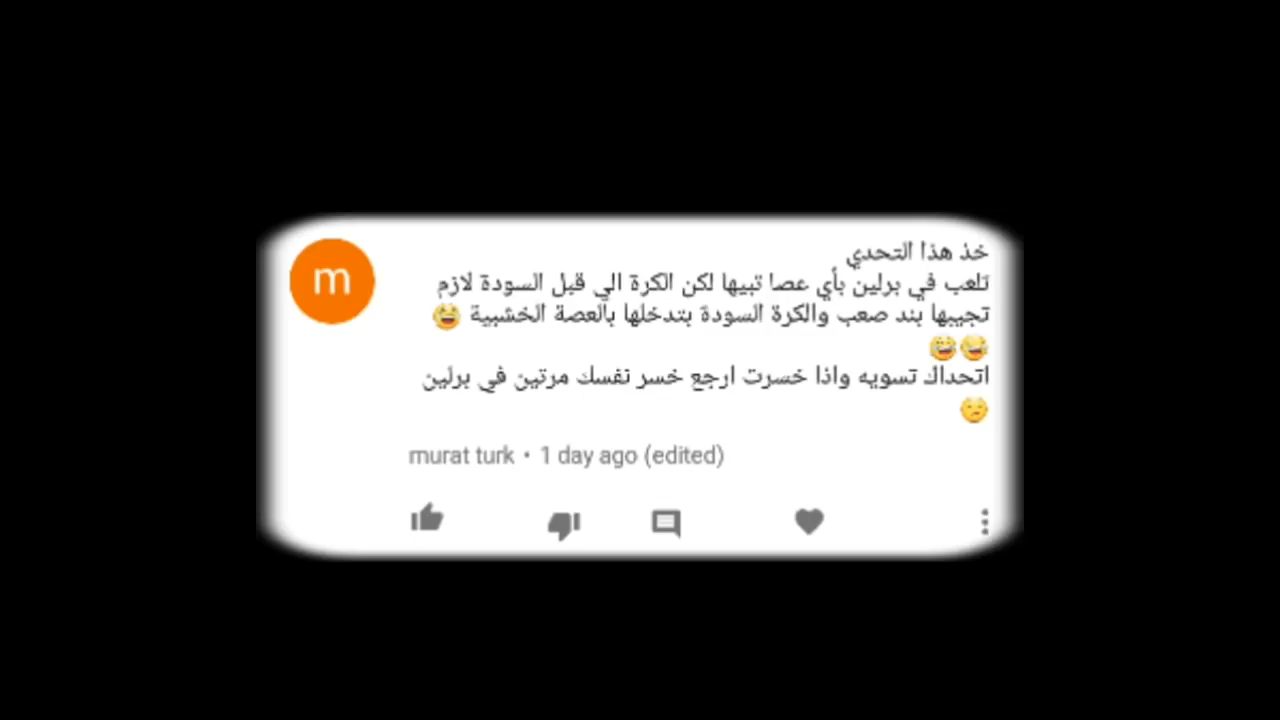 m
خذ هذا التحدي
تلعب في برلين بأي عصا تبيها لكن الكرة الي قبل السودة لازم
تجيبها بند صعب والكرة السودة بتدخلها بالعصة الخشبية 😂
😂😂
اتحداك تسويه واذا خسرت ارجع خسر نفسك مرتين في برلين
😒
murat turk • 1 day ago (edited)